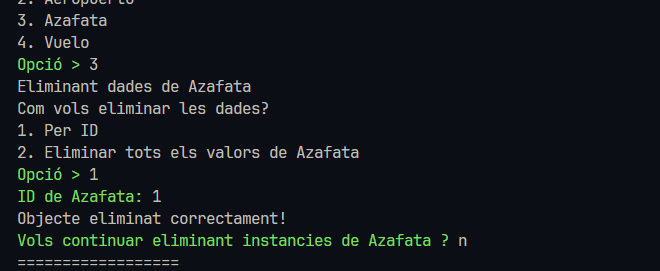 2. Aeropuerto
3. Azafata
4. Vuelo
Opció > 3
Eliminant dades de Azafata
Com vols eliminar les dades?
1. Per ID
2. Eliminar tots els valors de Azafata
Opció > 1
ID de Azafata: 1
Objecte eliminat correctament!
Vols continuar eliminant instancies de Azafata ? n
==================